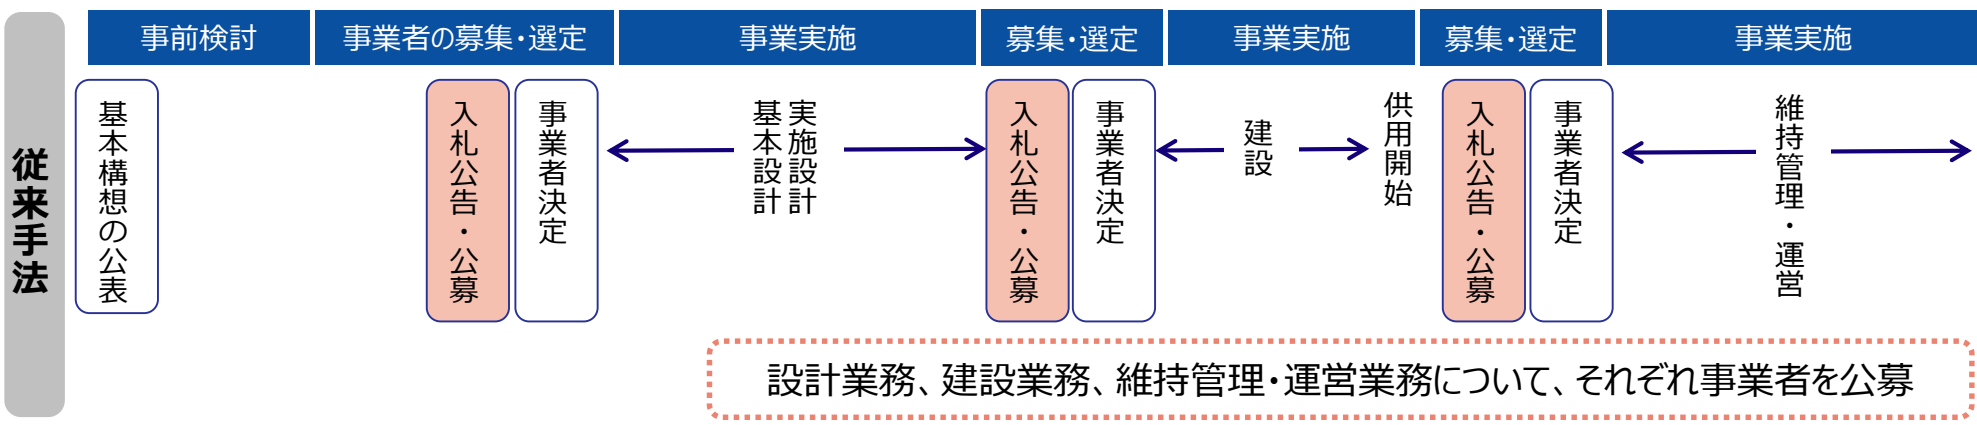 従来手法
事前検討
事業者の募集・選定
事業実施
募集・選定
事業実施
募集・選定
事業実施
基本構想の公表
入札公告・公募
事業者決定
実施設計
基本設計
入札公告・公募
事業者決定
建設
供用開始
入札公告・公募
事業者決定
維持管理・運営
設計業務、建設業務、維持管理・運営業務について、それぞれ事業者を公募